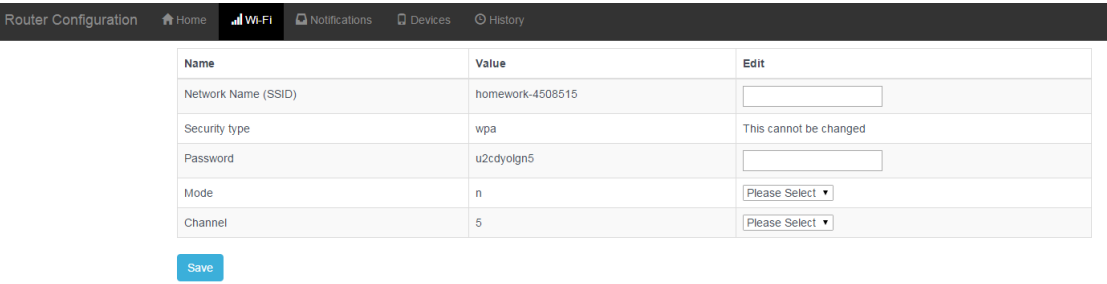 Router Configuration Home Wi-Fi Notifications Devices History
Name Value Edit
Network Name (SSID) homework-4508515
Security type wpa This cannot be changed
Password u2cdyolgn5
Mode n Please Select
Channel 5 Please Select
Save